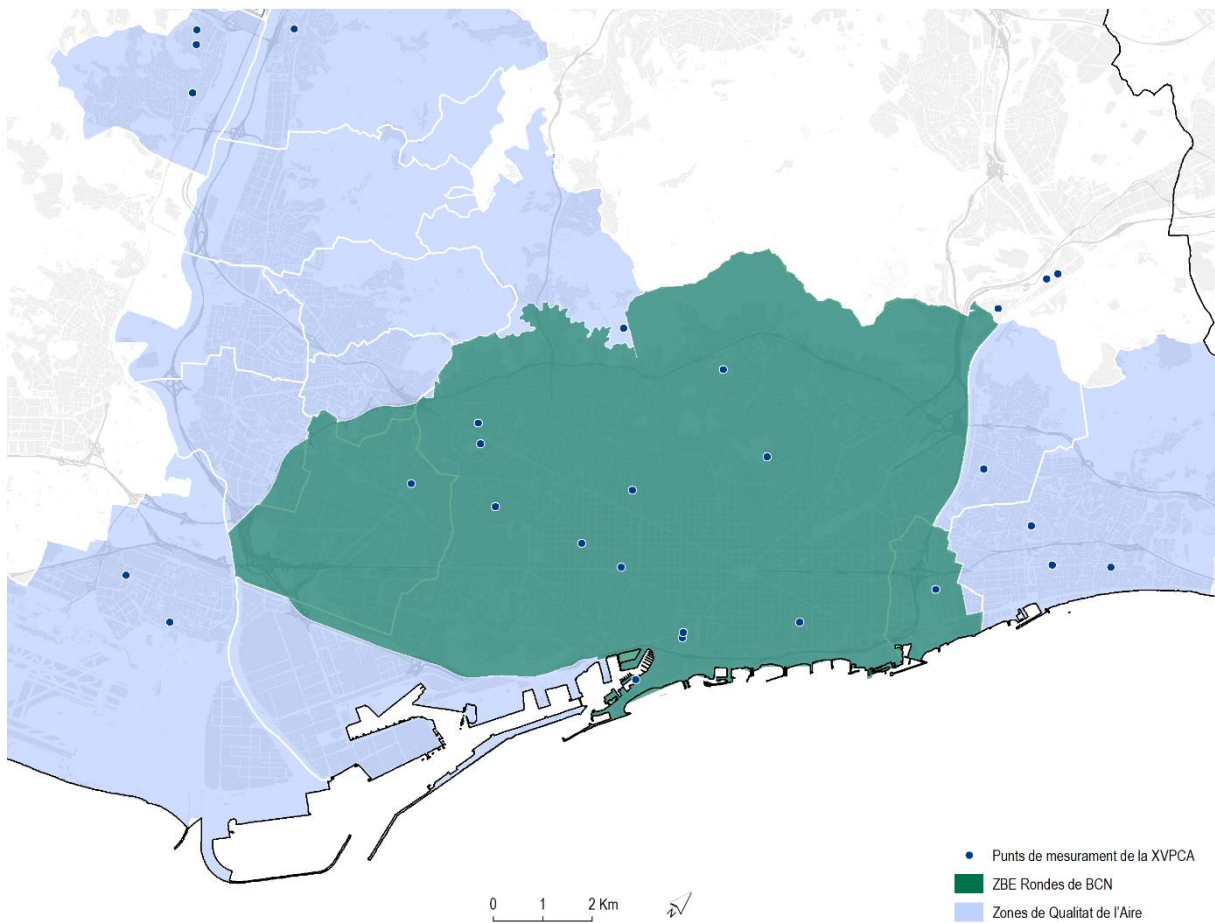 Punts de mesurament de la XVPCA
ZBE Rondes de BCN
Zones de Qualitat de l'Aire
0 1 2 Km